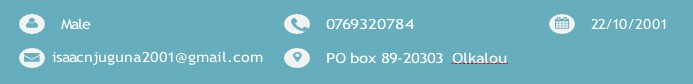 Male 0769320784 22/10/2001
isaacnjuguna2001@gmail.com PO box 89-20303 Olkalou